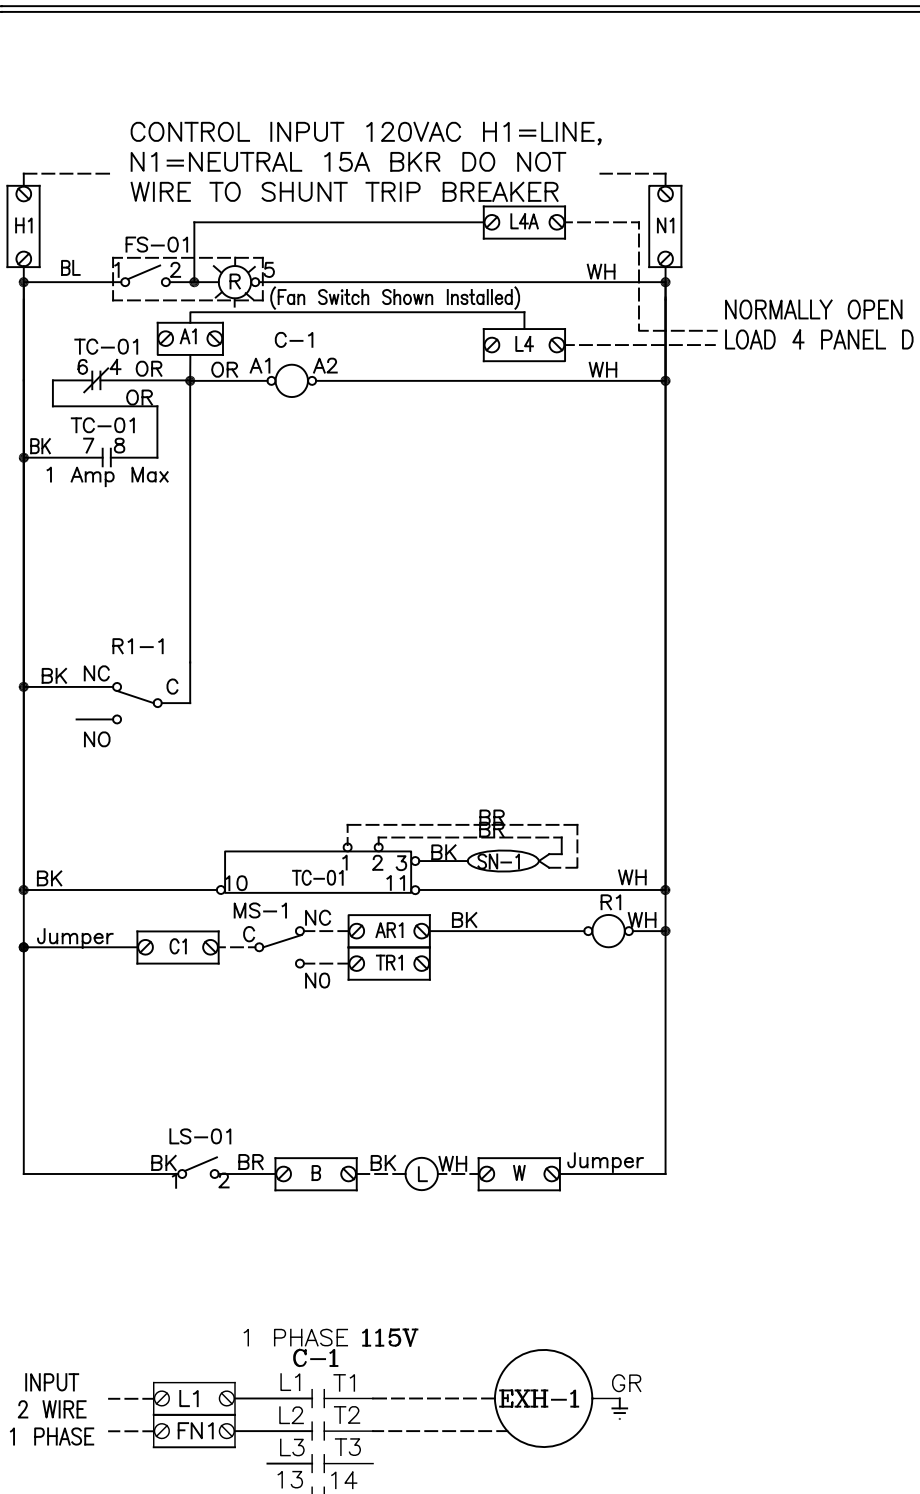 CONTROL INPUT 120VAC H1=LINE,
N1=NEUTRAL 15A BKR DO NOT
WIRE TO SHUNT TRIP BREAKER
H1
L4A
N1
FS-01
BL
1
2
R
5
WH
(Fan Switch Shown Installed)
NORMALLY OPEN
LOAD 4 PANEL D
A1
C-1
L4
TC-01
6
4
OR
OR
A1
A2
WH
OR
TC-01
BK
7
8
1 Amp Max
R1-1
BK
NC
C
NO
BR
BR
1
2
3
BK
SN-1
BK
10
TC-01
11
WH
MS-1
R1
NC
AR1
BK
WH
Jumper
C1
C
TR1
NO
LS-01
BK
1
2
BR
B
BK
L
WH
W
Jumper
1 PHASE 115V
C-1
INPUT
2 WIRE
1 PHASE
L1
L1
T1
EXH-1
GR
FN1
L2
T2
L3
T3
13
14